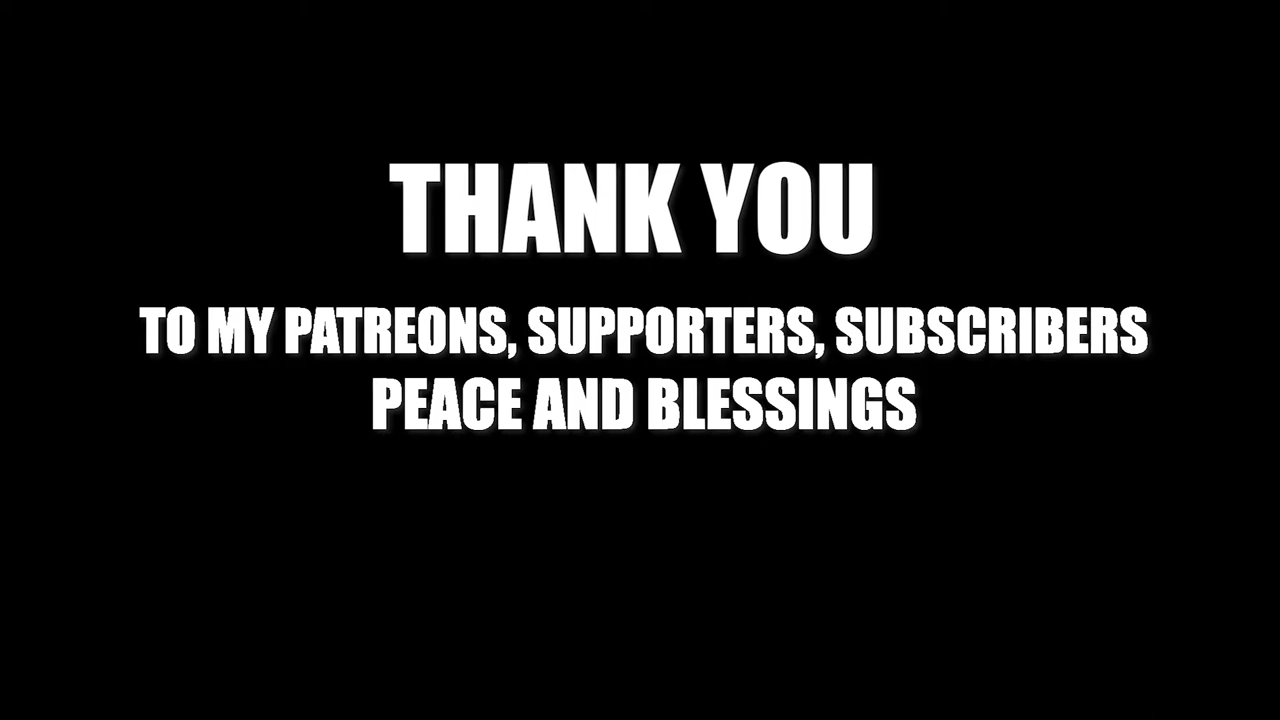 THANK YOU
TO MY PATREONS, SUPPORTERS, SUBSCRIBERS
PEACE AND BLESSINGS